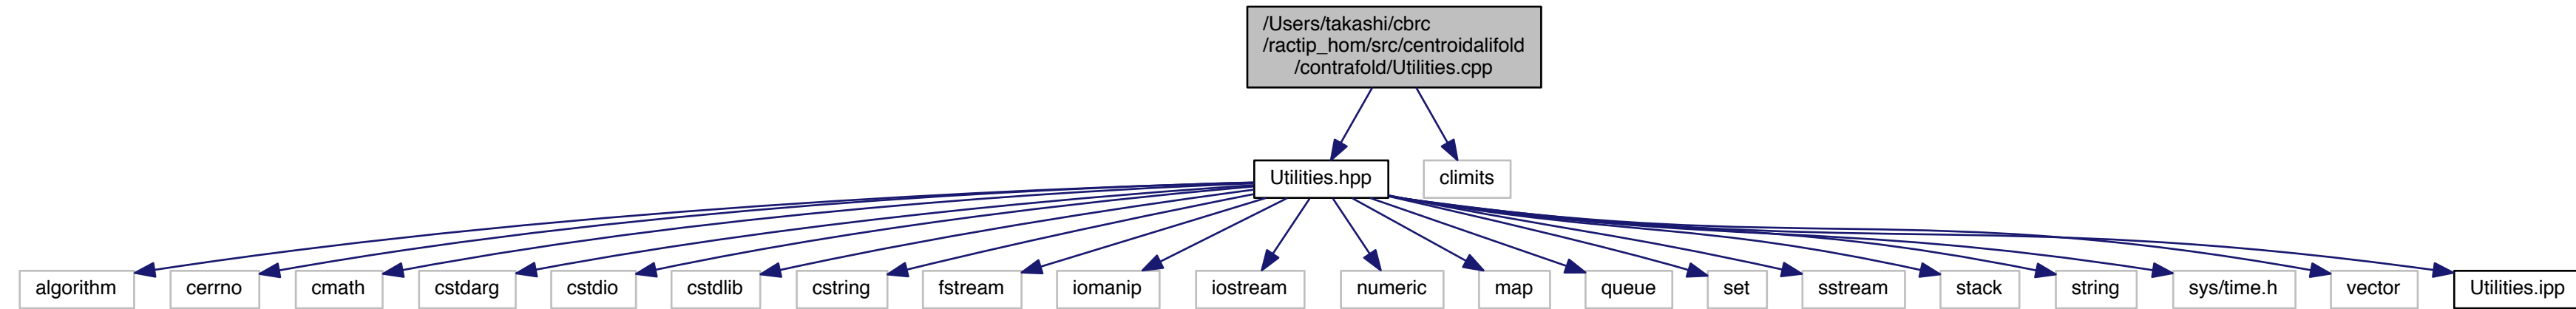 /Users/takashi/cbrc
/ractip_hom/src/centroidalifold
/contrafold/Utilities.cpp
Utilities.hpp
climits
algorithm
cerrno
cmath
cstdarg
cstdio
cstdlib
cstring
fstream
iomanip
iostream
numeric
map
queue
set
sstream
stack
string
sys/time.h
vector
Utilities.ipp